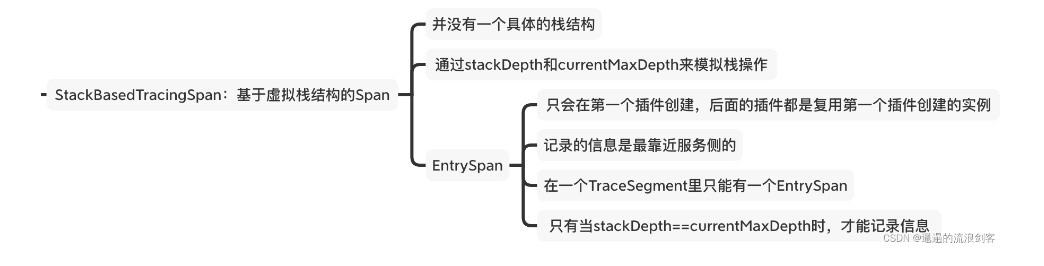 并没有一个具体的栈结构
通过stackDepth和currentMaxDepth来模拟栈操作
StackBasedTracingSpan：基于虚拟栈结构的Span
只会在第一个插件创建，后面的插件都是复用第一个插件创建的实例
记录的信息是最靠近服务侧的
EntrySpan
在一个TraceSegment里只能有一个EntrySpan
只有当stackDepth==currentMaxDepth时，才能记录信息
CSDN @邋遢的流浪剑客